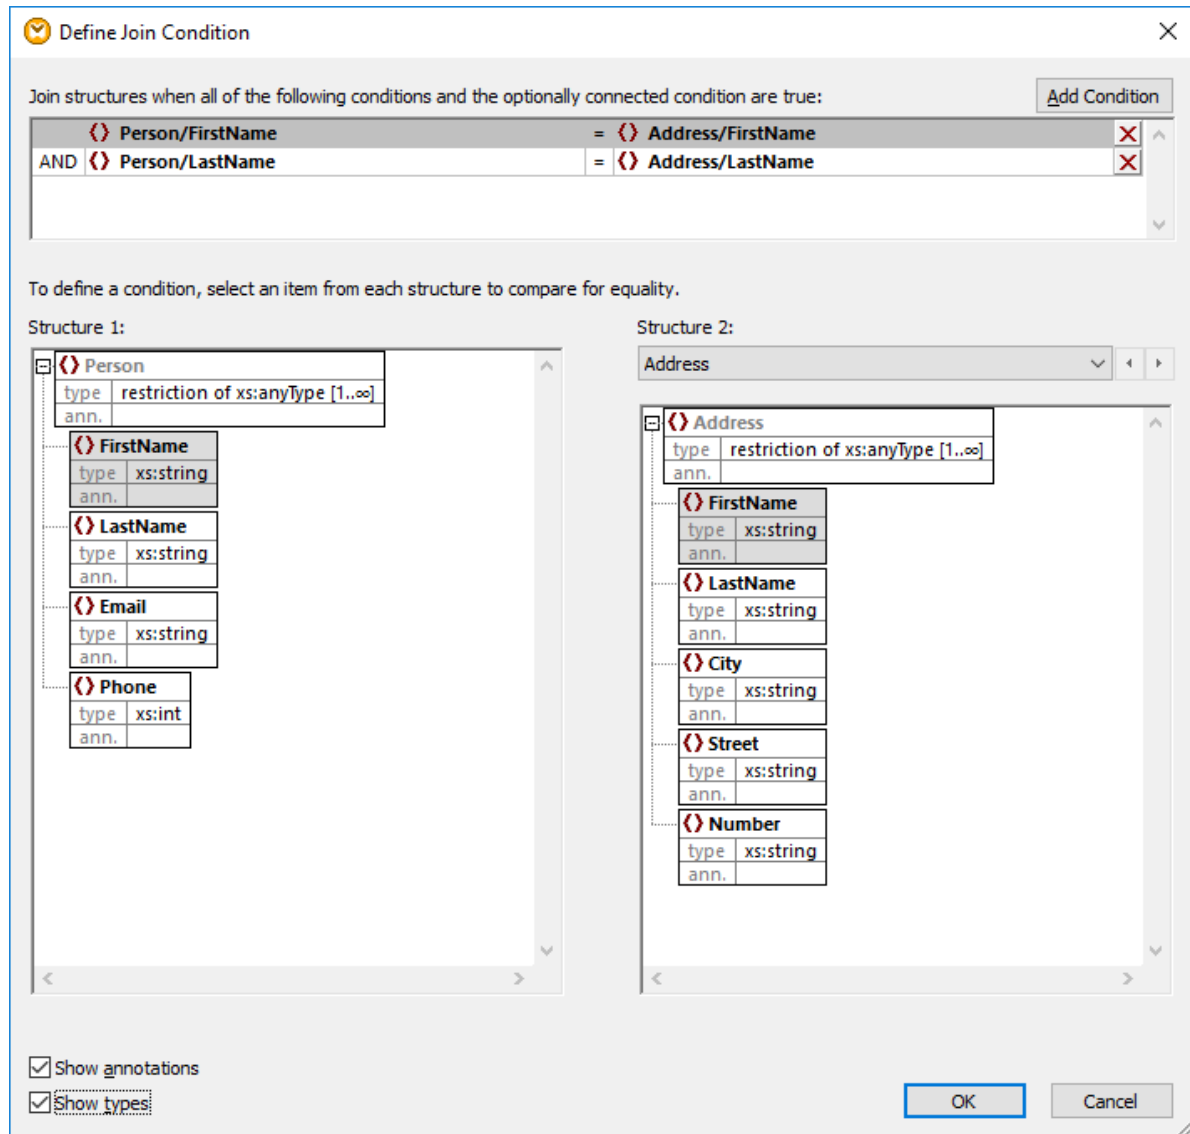 Define Join Condition
Join structures when all of the following conditions and the optionally connected condition are true:
Add Condition
Person/FirstName = Address/FirstName
AND Person/LastName = Address/LastName
To define a condition, select an item from each structure to compare for equality.
Structure 1:
Person
type restriction of xs:anyType [1..∞]
ann.
FirstName
type xs:string
ann.
LastName
type xs:string
ann.
Email
type xs:string
ann.
Phone
type xs:int
ann.
Structure 2:
Address
Address
type restriction of xs:anyType [1..∞]
ann.
FirstName
type xs:string
ann.
LastName
type xs:string
ann.
City
type xs:string
ann.
Street
type xs:string
ann.
Number
type xs:string
ann.
Show annotations
Show types
OK
Cancel